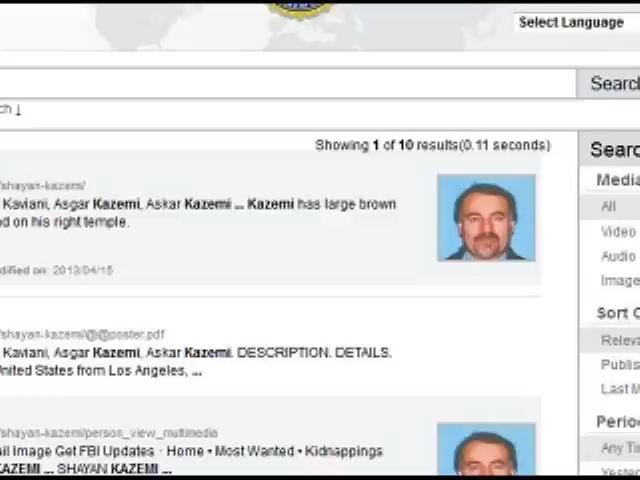 Select Language
Search
ch ↓
Showing 1 of 10 results(0.11 seconds)
Searc
/shayan-kazemi/
Kaviani, Asgar Kazemi, Askar Kazemi ... Kazemi has large brown
d on his right temple.
dified on: 2013/04/15
Media
All
Video
Audio
Image
/shayan-kazemi/@@poster.pdf
Kaviani, Asgar Kazemi, Askar Kazemi. DESCRIPTION. DETAILS.
nited States from Los Angeles, ...
Sort O
Releva
Publis
Last M
/shayan-kazemi/person_view_multimedia
ail Image Get FBI Updates · Home • Most Wanted • Kidnappings
KAZEMI ... SHAYAN KAZEMI ...
Perio
Any Ti
Yester